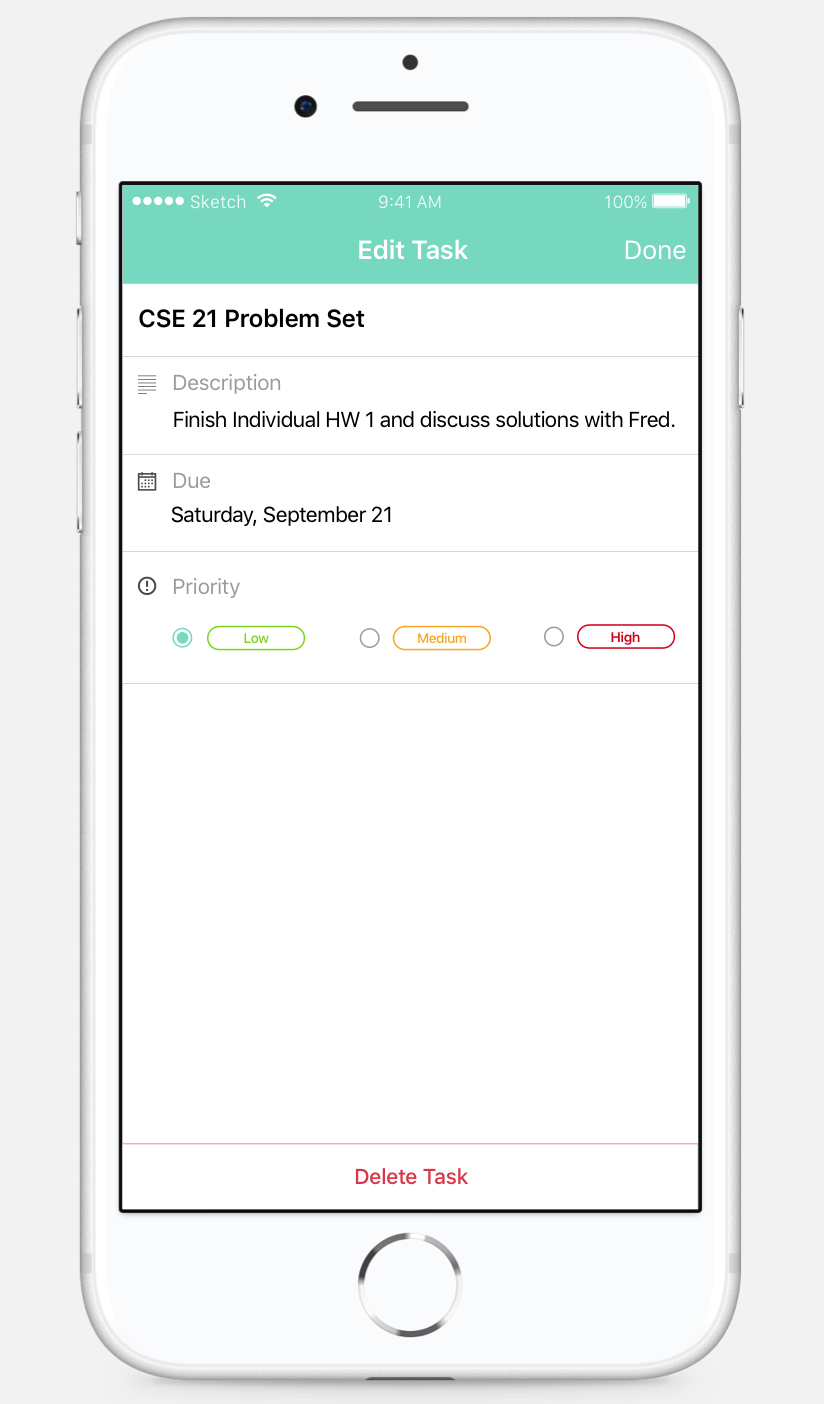 Sketch 9:41 AM 100%
Edit Task Done
CSE 21 Problem Set
Description
Finish Individual HW 1 and discuss solutions with Fred.
Due
Saturday, September 21
Priority
Low Medium High
Delete Task